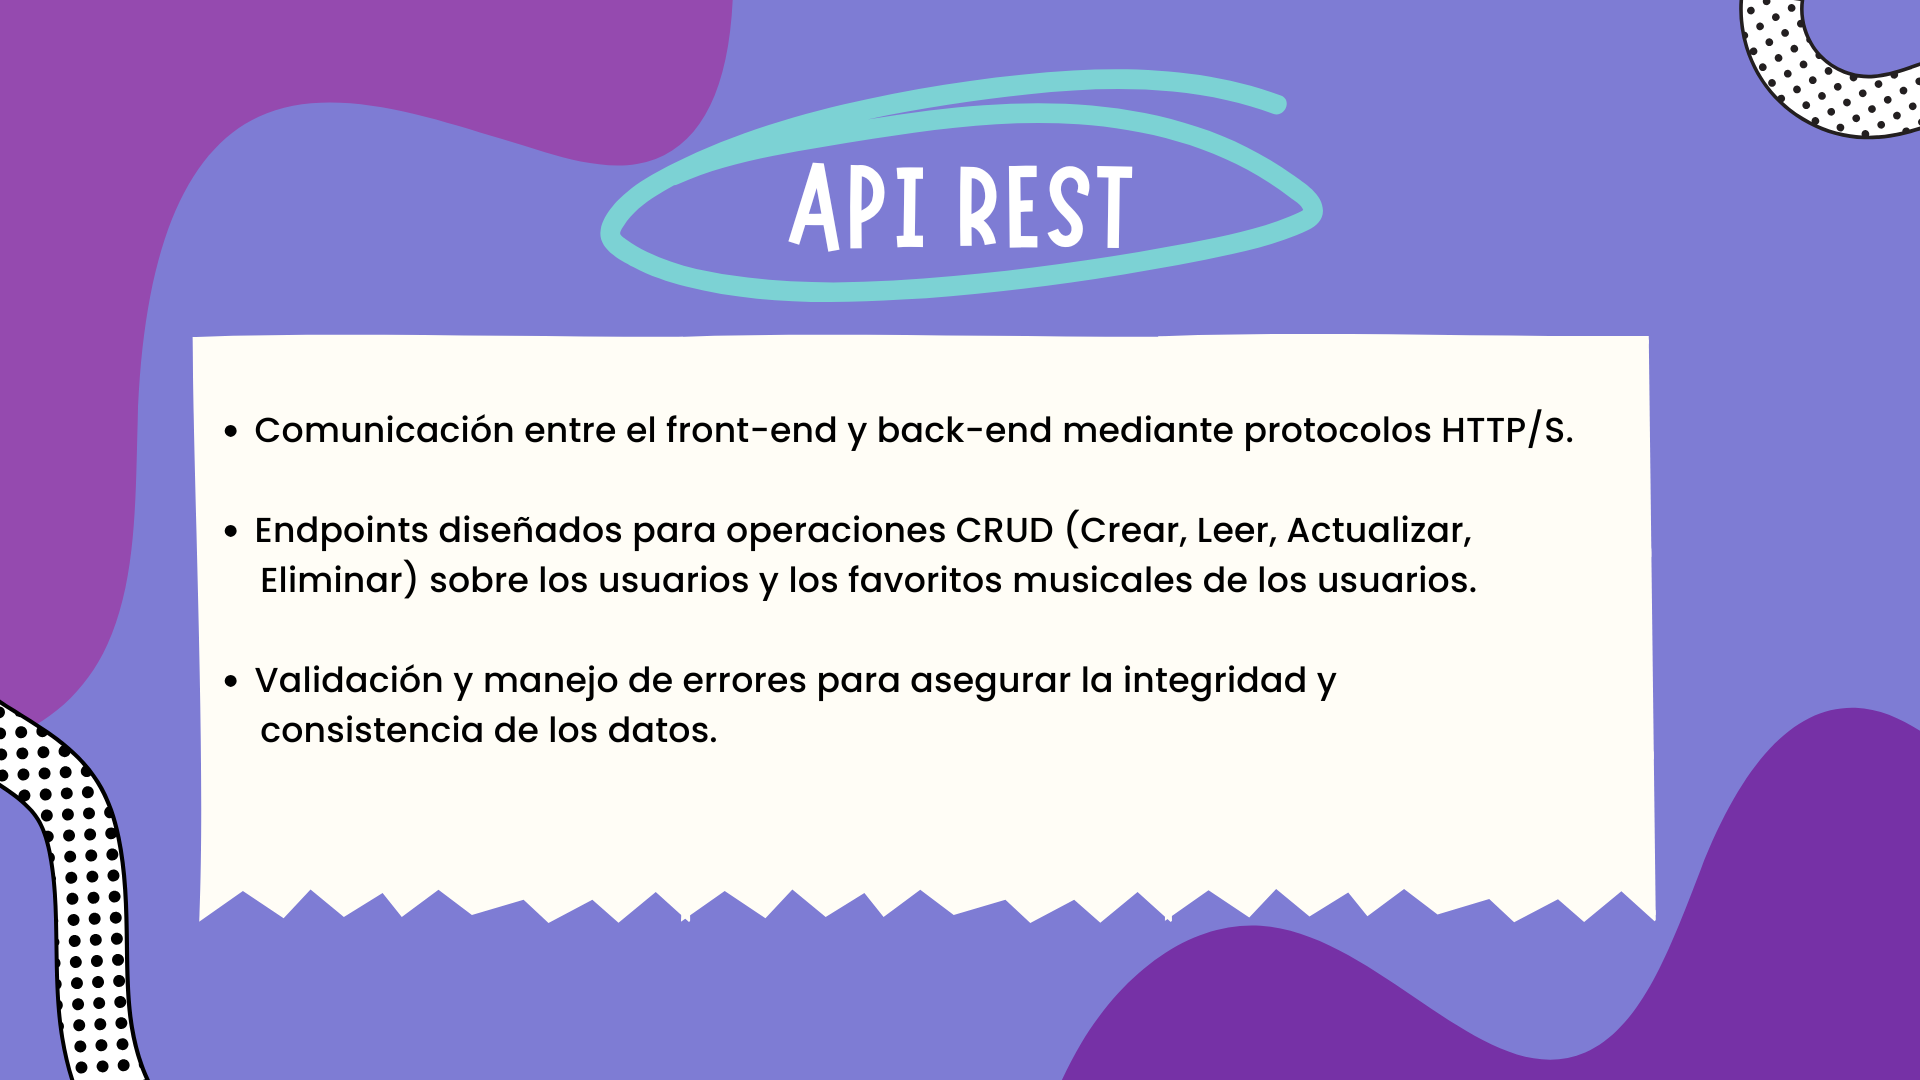 API REST
• Comunicación entre el front-end y back-end mediante protocolos HTTP/S.
• Endpoints diseñados para operaciones CRUD (Crear, Leer, Actualizar,
Eliminar) sobre los usuarios y los favoritos musicales de los usuarios.
• Validación y manejo de errores para asegurar la integridad y
consistencia de los datos.